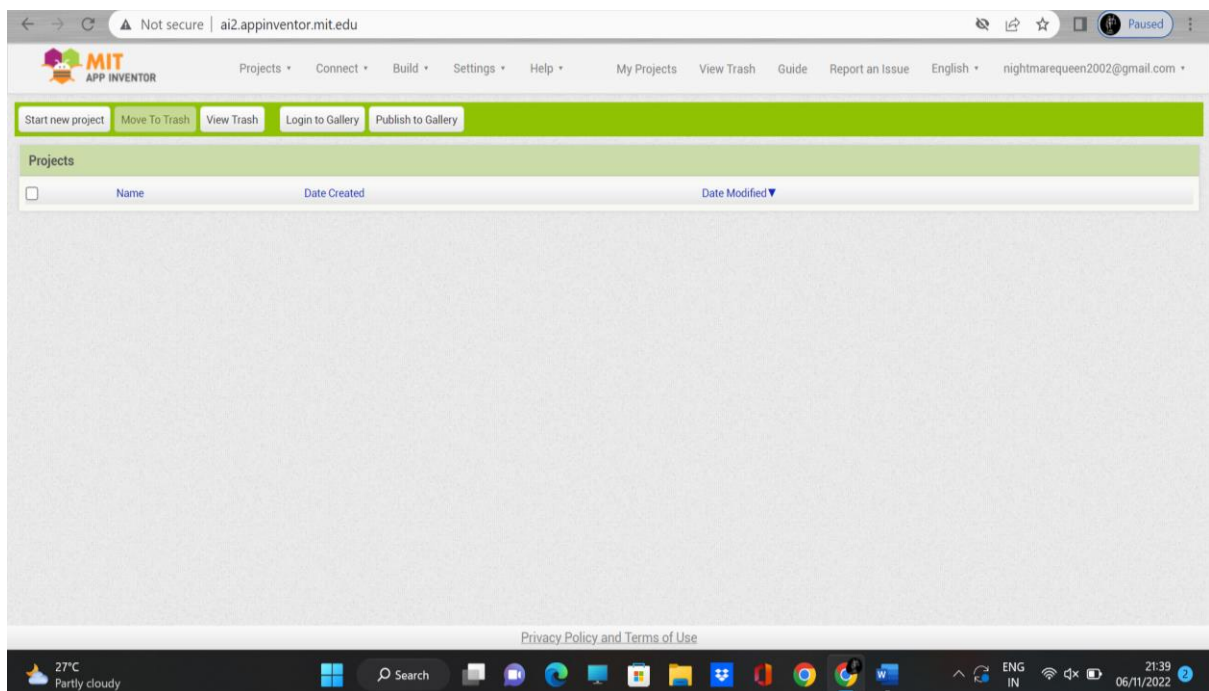 Not secure | ai2.appinventor.mit.edu
Paused
MIT
APP INVENTOR
Projects Connect Build Settings Help My Projects View Trash Guide Report an Issue English nightmarequeen2002@gmail.com
Start new project Move To Trash View Trash Login to Gallery Publish to Gallery
Projects
Name Date Created Date Modified
Privacy Policy and Terms of Use
27°C
Partly cloudy
Search
W
ENG
IN
21:39
06/11/2022
2